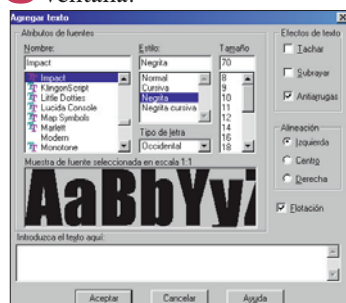 ventana.
Agregar texto
Atributos de fuentes
Nombre:
Estilo:
Tamaño
Impact
Negrita
70
Impact
KlingonScript
Little Dotties
Lucida Console
Map Symbols
Marlett
Modern
Monotone
Normal
Cursiva
Negrita
Negrita cursiva
Tipo de letra
Occidental
8
9
10
11
12
14
16
18
Muestra de fuente seleccionada en escala 1:1
AaBbYy
Introduzca el texto aquí:
Efectos de texto
Tachar
Subrayar
Antiarrugas
Alineación
Izquierda
Centro
Derecha
Flotación
Aceptar
Cancelar
Ayuda